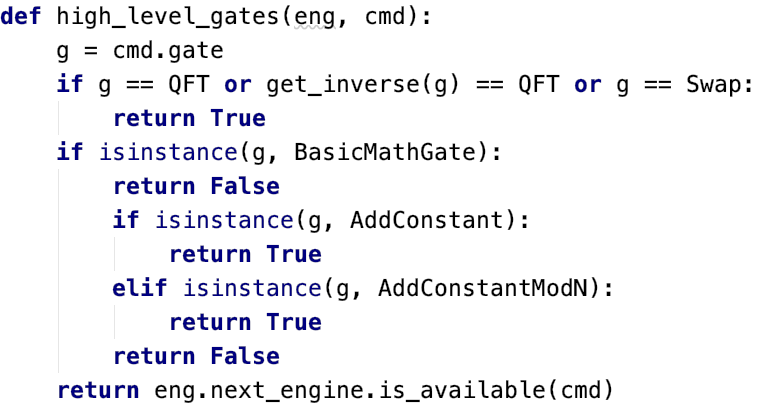 def high_level_gates(eng, cmd):
    g = cmd.gate
    if g == QFT or get_inverse(g) == QFT or g == Swap:
        return True
    if isinstance(g, BasicMathGate):
        return False
        if isinstance(g, AddConstant):
            return True
        elif isinstance(g, AddConstantModN):
            return True
        return False
    return eng.next_engine.is_available(cmd)